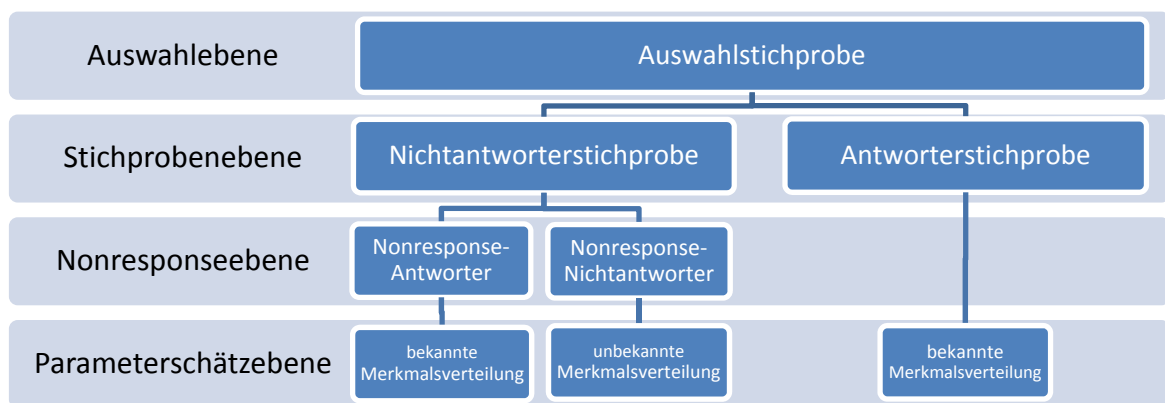 Auswahlebene
Auswahlstichprobe
Stichprobenebene
Nichtantworterstichprobe
Antworterstichprobe
Nonresponseebene
Nonresponse-
Antworter
Nonresponse-
Nichtantworter
Parameterschätzebene
bekannte
Merkmalsverteilung
unbekannte
Merkmalsverteilung
bekannte
Merkmalsverteilung